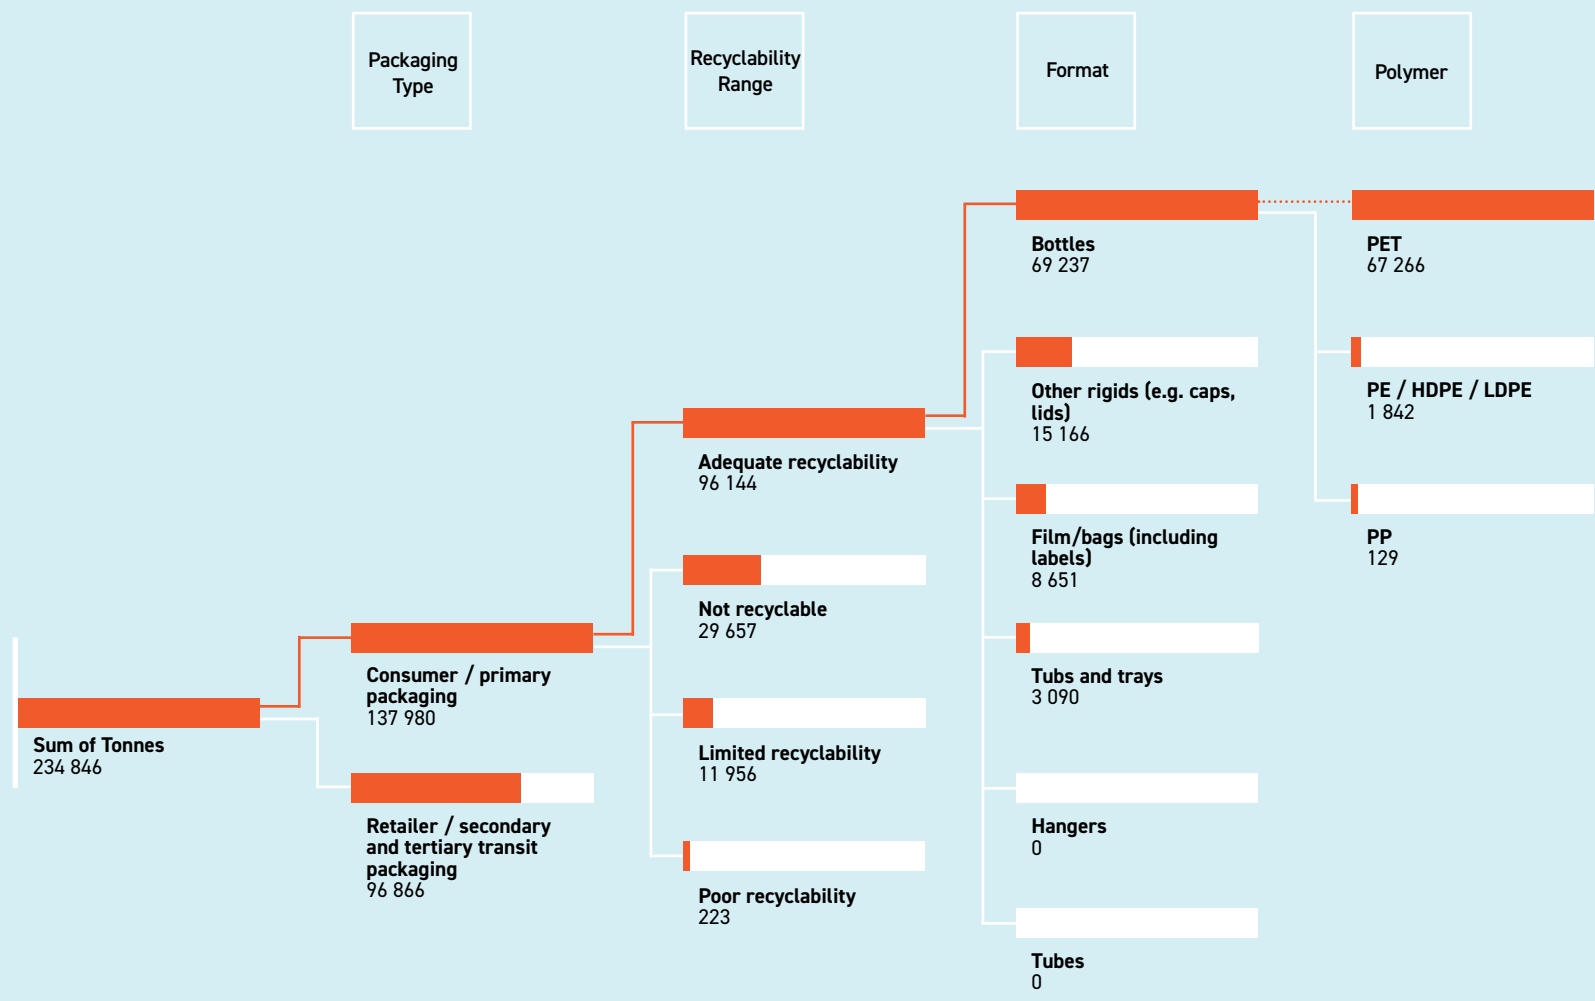 Packaging
Type
Recyclability
Range
Format
Polymer
Sum of Tonnes
234 846
Consumer / primary
packaging
137 980
Retailer / secondary
and tertiary transit
packaging
96 866
Adequate recyclability
96 144
Not recyclable
29 657
Limited recyclability
11 956
Poor recyclability
223
Bottles
69 237
Other rigids (e.g. caps,
lids)
15 166
Film/bags (including
labels)
8 651
Tubs and trays
3 090
Hangers
0
Tubes
0
PET
67 266
PE / HDPE / LDPE
1 842
PP
129